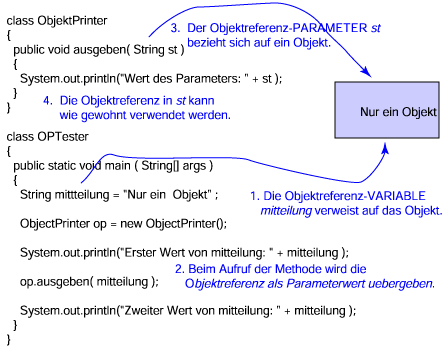 class ObjektPrinter
{
public void ausgeben( String st )
{
System.out.println("Wert des Parameters: " + st );
}
}
3. Der Objektreferenz-PARAMETER st
bezieht sich auf ein Objekt.
4. Die Objektreferenz in st kann
wie gewohnt verwendet werden.
Nur ein Objekt
class OPTester
{
public static void main ( String[] args )
{
String mittteilung = "Nur ein Objekt" ;
1. Die Objektreferenz-VARIABLE
mitteilung verweist auf das Objekt.
ObjectPrinter op = new ObjectPrinter();
System.out.println("Erster Wert von mitteilung: " + mitteilung );
2. Beim Aufruf der Methode wird die
Objektreferenz als Parameterwert uebergeben.
op.ausgeben( mitteilung );
System.out.println("Zweiter Wert von mitteilung: " + mitteilung );
}
}